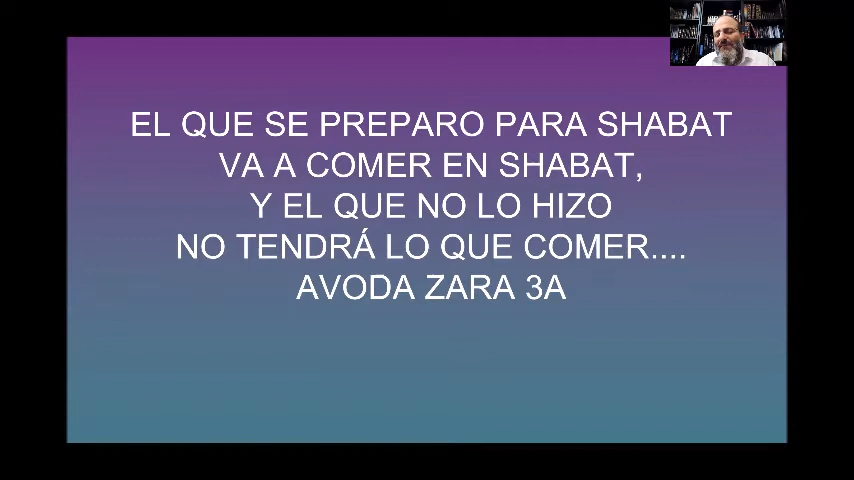 EL QUE SE PREPARO PARA SHABAT
VA A COMER EN SHABAT,
Y EL QUE NO LO HIZO
NO TENDRÁ LO QUE COMER....
AVODA ZARA 3A